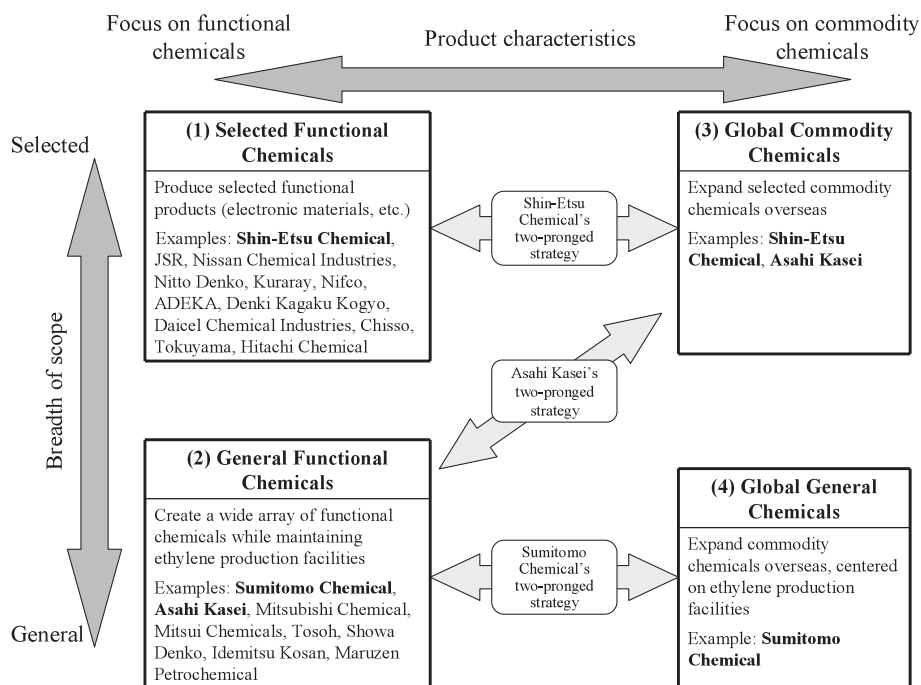 Focus on functional
chemicals
Product characteristics
Focus on commodity
chemicals
Selected
Breadth of scope
General
(1) Selected Functional
Chemicals
Produce selected functional
products (electronic materials, etc.)
Examples: Shin-Etsu Chemical,
JSR, Nissan Chemical Industries,
Nitto Denko, Kuraray, Nifco,
ADEKA, Denki Kagaku Kogyo,
Daicel Chemical Industries, Chisso,
Tokuyama, Hitachi Chemical
Shin-Etsu
Chemical's
two-pronged
strategy
(3) Global Commodity
Chemicals
Expand selected commodity
chemicals overseas
Examples: Shin-Etsu
Chemical, Asahi Kasei
Asahi Kasei's
two-pronged
strategy
(2) General Functional
Chemicals
Create a wide array of functional
chemicals while maintaining
ethylene production facilities
Examples: Sumitomo Chemical,
Asahi Kasei, Mitsubishi Chemical,
Mitsui Chemicals, Tosoh, Showa
Denko, Idemitsu Kosan, Maruzen
Petrochemical
Sumitomo
Chemical's
two-pronged
strategy
(4) Global General
Chemicals
Expand commodity
chemicals overseas, centered
on ethylene production
facilities
Example: Sumitomo
Chemical